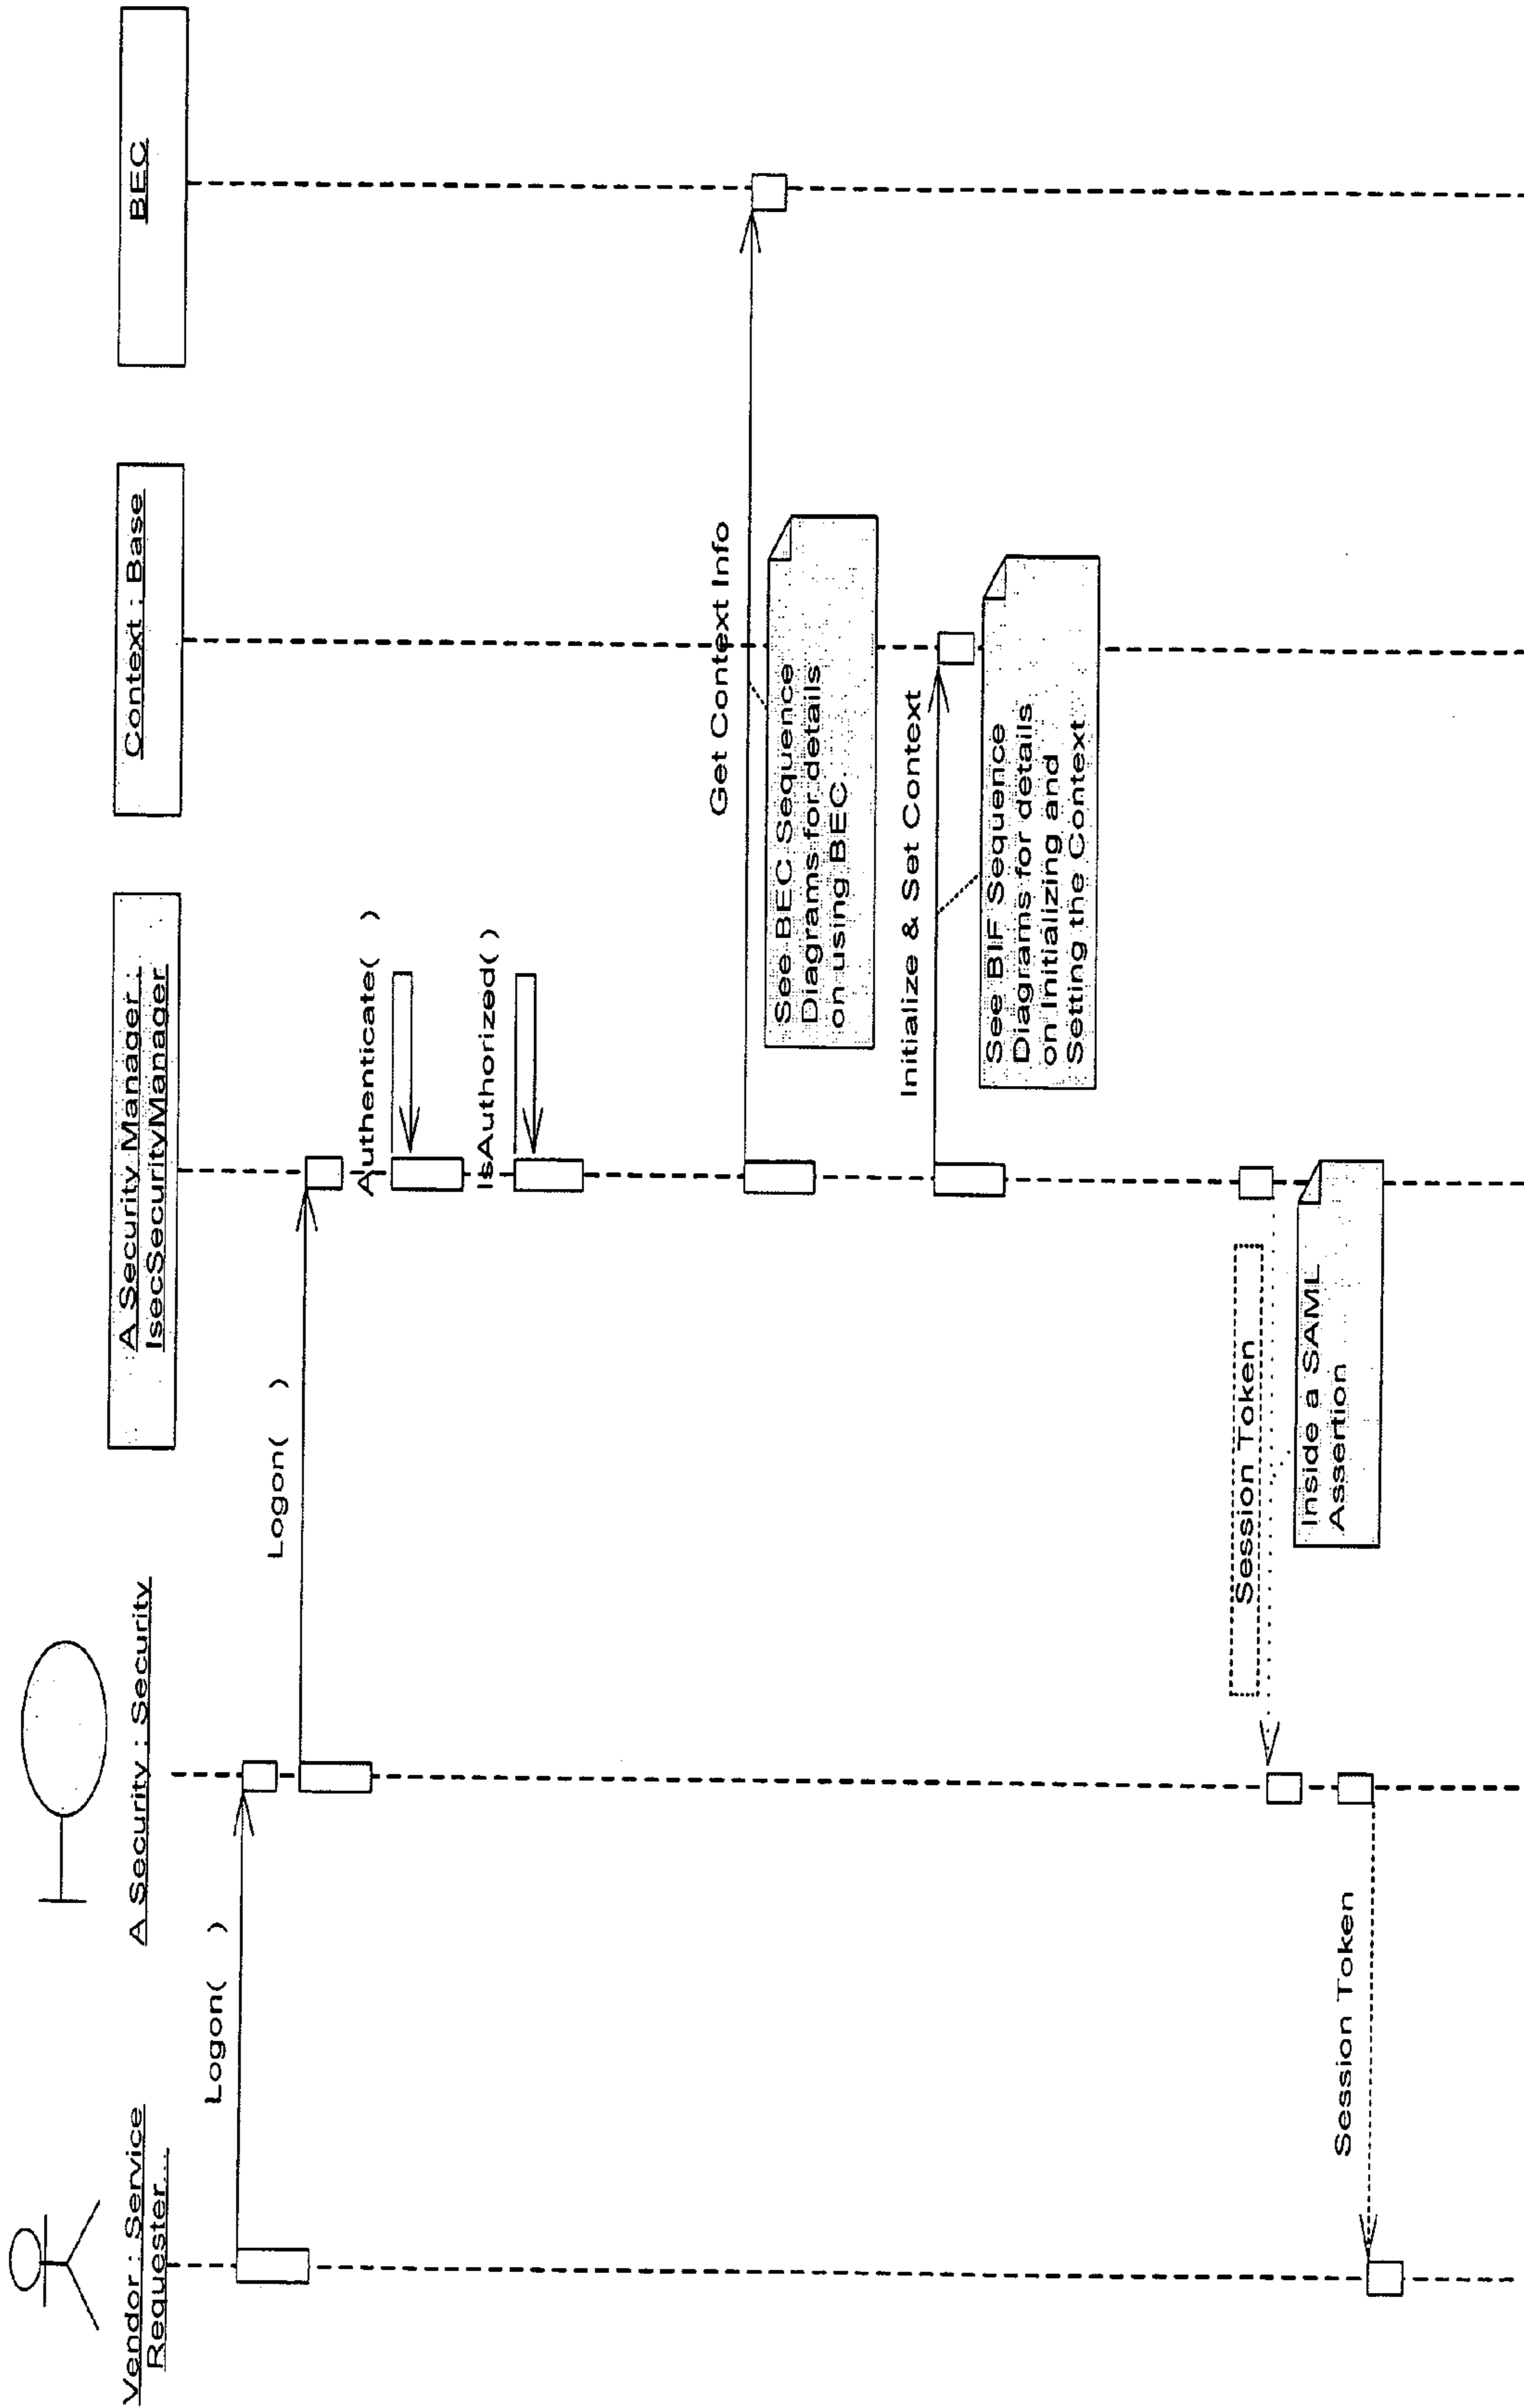 Vendor : Service
Requester...
A Security : Security
A Security Manager :
IsecSecurityManager
Context : Base
BEC
Logon( )
Logon( )
Authenticate( )
IsAuthorized( )
Get Context Info
See BEC Sequence
Diagrams for details
on using BEC.
Initialize & Set Context
See BIF Sequence
Diagrams for details
on Initializing and
Setting the Context
Session Token
Inside a SAML
Assertion
Session Token